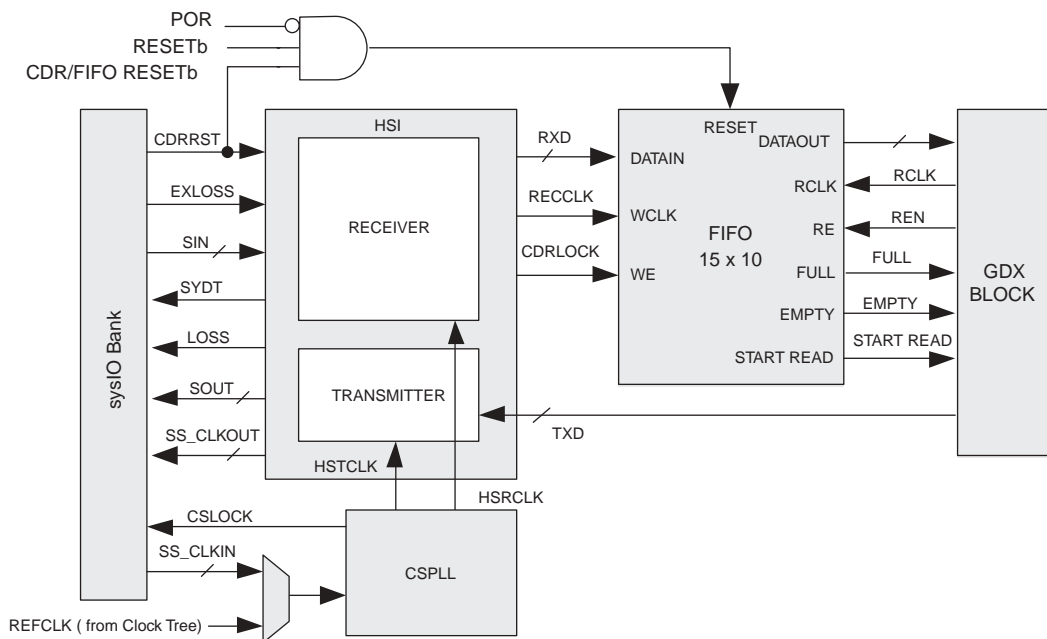 POR
RESETb
CDR/FIFO RESETb
sysIO Bank
CDRRST
EXLOSS
SIN
SYDT
LOSS
SOUT
SS_CLKOUT
CSLOCK
SS_CLKIN
REFCLK ( from Clock Tree)
HSI
RECEIVER
TRANSMITTER
HSTCLK
HSRCLK
CSPLL
RXD
RECCLK
CDRLOCK
TXD
RESET
DATAIN
WCLK
WE
FIFO
15 x 10
DATAOUT
RCLK
RE
FULL
EMPTY
START READ
RCLK
REN
FULL
EMPTY
START READ
GDX
BLOCK